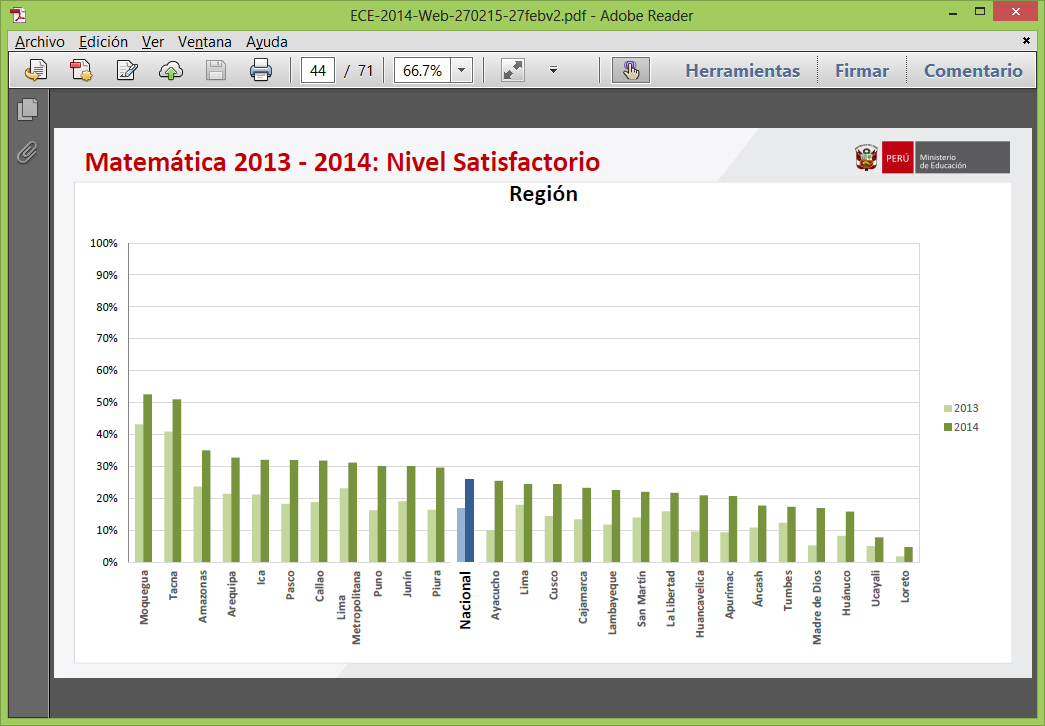 ECE-2014-Web-270215-27febv2.pdf - Adobe Reader
Archivo Edición Ver Ventana Ayuda
44 / 71 66.7% Herramientas Firmar Comentario
Matemática 2013 - 2014: Nivel Satisfactorio
PERÚ Ministerio
de Educación
Región
100%
90%
80%
70%
60%
50%
40%
30%
20%
10%
0%
2013
2014
Moquegua
Tacna
Amazonas
Arequipa
Ica
Pasco
Callao
Lima
Metropolitana
Puno
Junín
Piura
Nacional
Ayacucho
Lima
Cusco
Cajamarca
Lambayeque
San Martín
La Libertad
Huancavelica
Apurímac
Áncash
Tumbes
Madre de Dios
Huánuco
Ucayali
Loreto